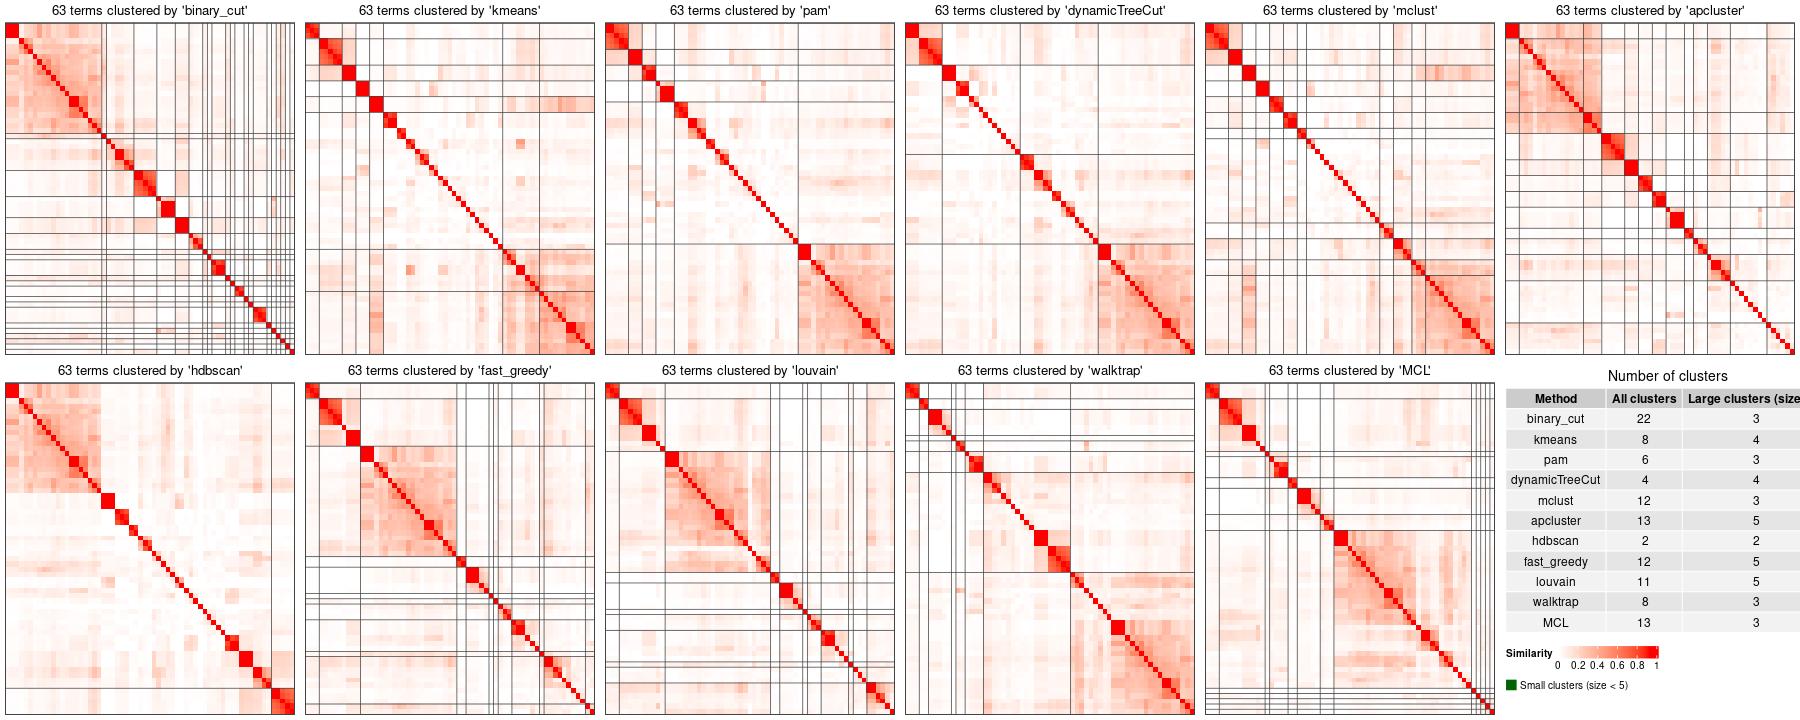 63 terms clustered by 'binary_cut'
63 terms clustered by 'kmeans'
63 terms clustered by 'pam'
63 terms clustered by 'dynamicTreeCut'
63 terms clustered by 'mclust'
63 terms clustered by 'apcluster'
63 terms clustered by 'hdbscan'
63 terms clustered by 'fast_greedy'
63 terms clustered by 'louvain'
63 terms clustered by 'walktrap'
63 terms clustered by 'MCL'
Number of clusters
Method All clusters Large clusters (size
binary_cut 22 3
kmeans 8 4
pam 6 3
dynamicTreeCut 4 4
mclust 12 3
apcluster 13 5
hdbscan 2 2
fast_greedy 12 5
louvain 11 5
walktrap 8 3
MCL 13 3
Similarity
0 0.2 0.4 0.6 0.8 1
Small clusters (size < 5)